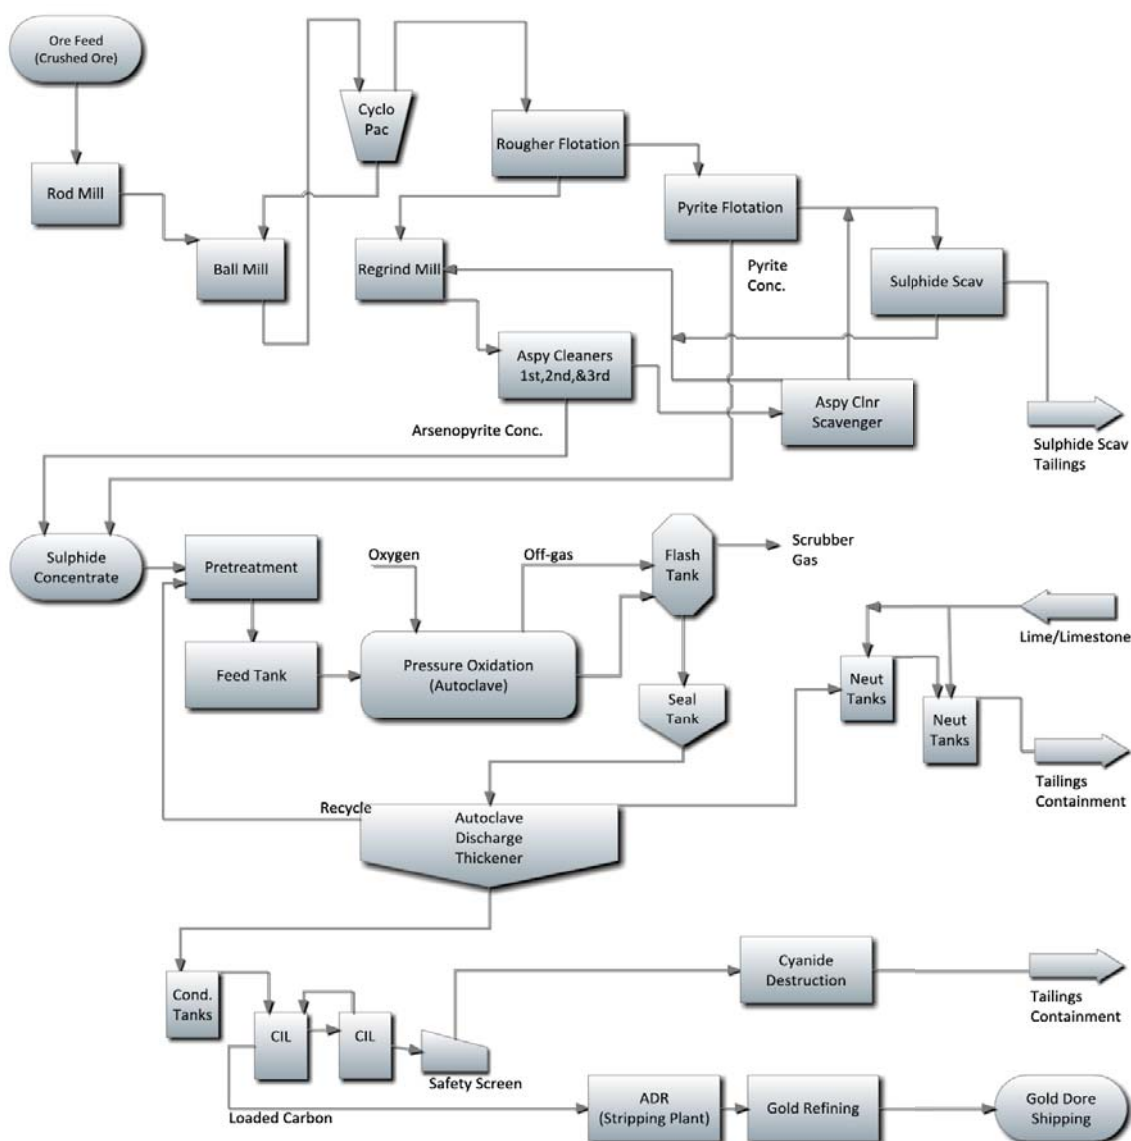 Ore Feed
(Crushed Ore)
Cyclo
Pac
Rougher Flotation
Rod Mill
Pyrite Flotation
Ball Mill
Regrind Mill
Pyrite
Conc.
Sulphide Scav
Aspy Cleaners
1st,2nd,&3rd
Aspy Clnr
Scavenger
Arsenopyrite Conc.
Sulphide Scav
Tailings
Sulphide
Concentrate
Pretreatment
Oxygen
Off-gas
Flash
Tank
Scrubber
Gas
Lime/Limestone
Feed Tank
Pressure Oxidation
(Autoclave)
Seal
Tank
Neut
Tanks
Neut
Tanks
Tailings
Containment
Recycle
Autoclave
Discharge
Thickener
Cond.
Tanks
CIL
CIL
Safety Screen
Cyanide
Destruction
Tailings
Containment
Loaded Carbon
ADR
(Stripping Plant)
Gold Refining
Gold Dore
Shipping